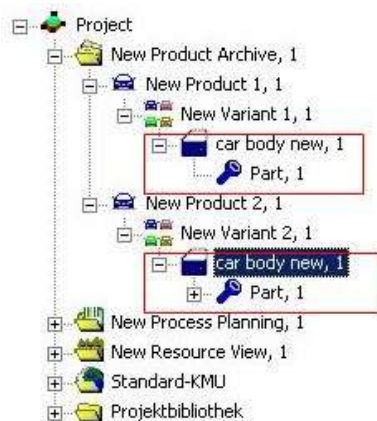 Project
New Product Archive, 1
New Product 1, 1
New Variant 1, 1
car body new, 1
Part, 1
New Product 2, 1
New Variant 2, 1
car body new, 1
Part, 1
New Process Planning, 1
New Resource View, 1
Standard-KMU
Projektbibliothek